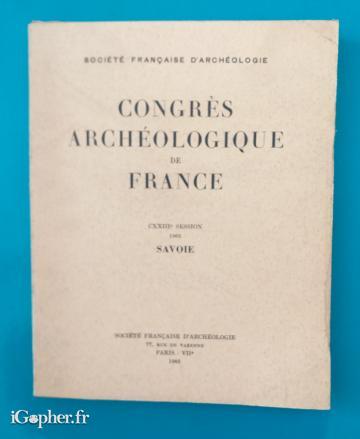 SOCIÉTÉ FRANÇAISE D'ARCHÉOLOGIE
CONGRÈS
ARCHÉOLOGIQUE
DE
FRANCE
CXXIIIᵉ SESSION
1965
SAVOIE
SOCIÉTÉ FRANÇAISE D'ARCHÉOLOGIE
77, RUE DE VARENNE
PARIS - VIIᵉ
1965
iGopher.fr